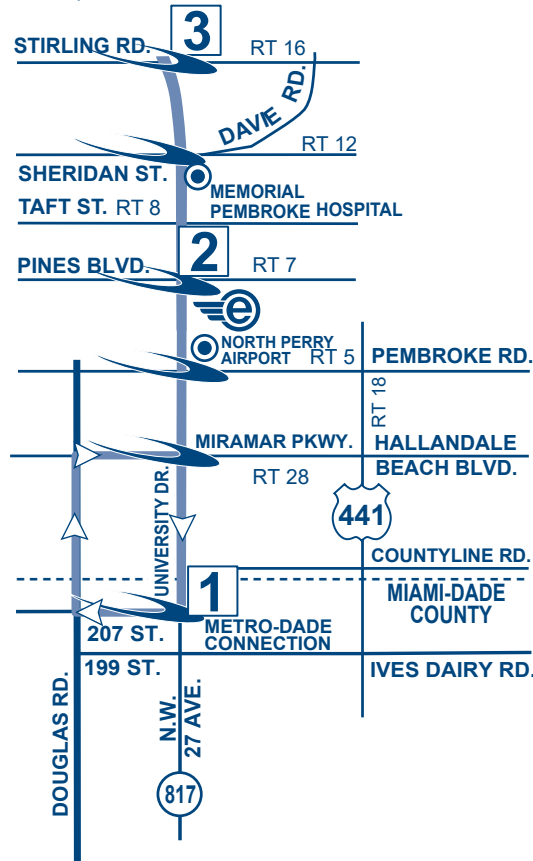 3
STIRLING RD.
RT 16
DAVIE RD.
RT 12
SHERIDAN ST.
MEMORIAL
PEMBROKE HOSPITAL
TAFT ST. RT 8
2
PINES BLVD.
RT 7
e
NORTH PERRY
AIRPORT
RT 5
PEMBROKE RD.
RT 18
MIRAMAR PKWY.
HALLANDALE
BEACH BLVD.
RT 28
UNIVERSITY DR.
441
COUNTYLINE RD.
1
MIAMI-DADE
COUNTY
METRO-DADE
CONNECTION
207 ST.
199 ST.
IVES DAIRY RD.
DOUGLAS RD.
N.W.
27 AVE.
817